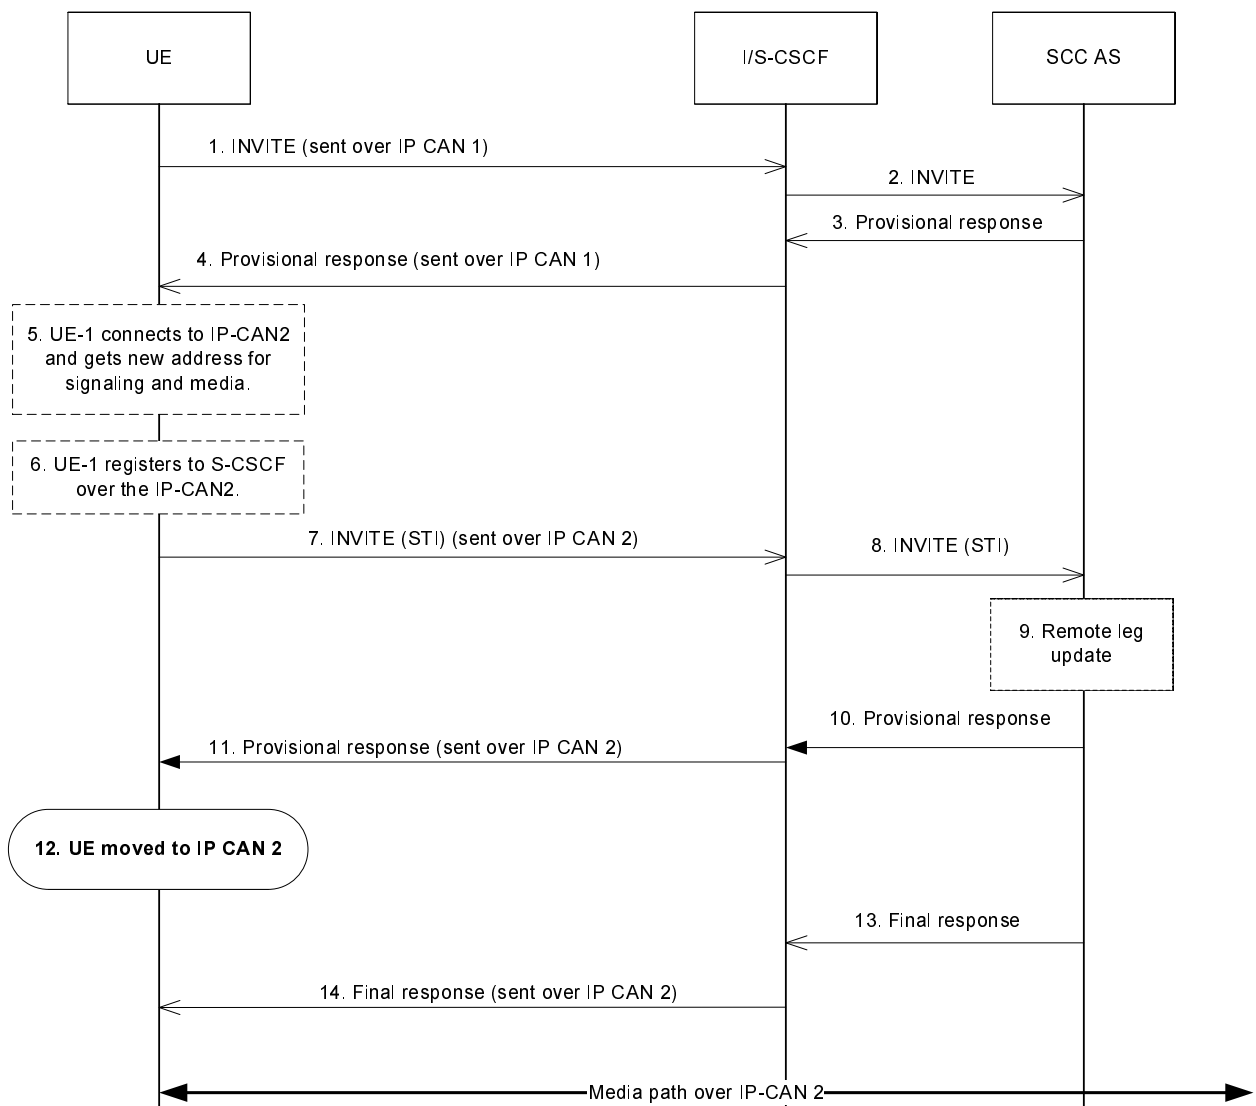 UE
I/S-CSCF
SCC AS
1. INVITE (sent over IP CAN 1)
2. INVITE
3. Provisional response
4. Provisional response (sent over IP CAN 1)
5. UE-1 connects to IP-CAN2
and gets new address for
signaling and media.
6. UE-1 registers to S-CSCF
over the IP-CAN2.
7. INVITE (STI) (sent over IP CAN 2)
8. INVITE (STI)
9. Remote leg
update
10. Provisional response
11. Provisional response (sent over IP CAN 2)
12. UE moved to IP CAN 2
13. Final response
14. Final response (sent over IP CAN 2)
Media path over IP-CAN 2